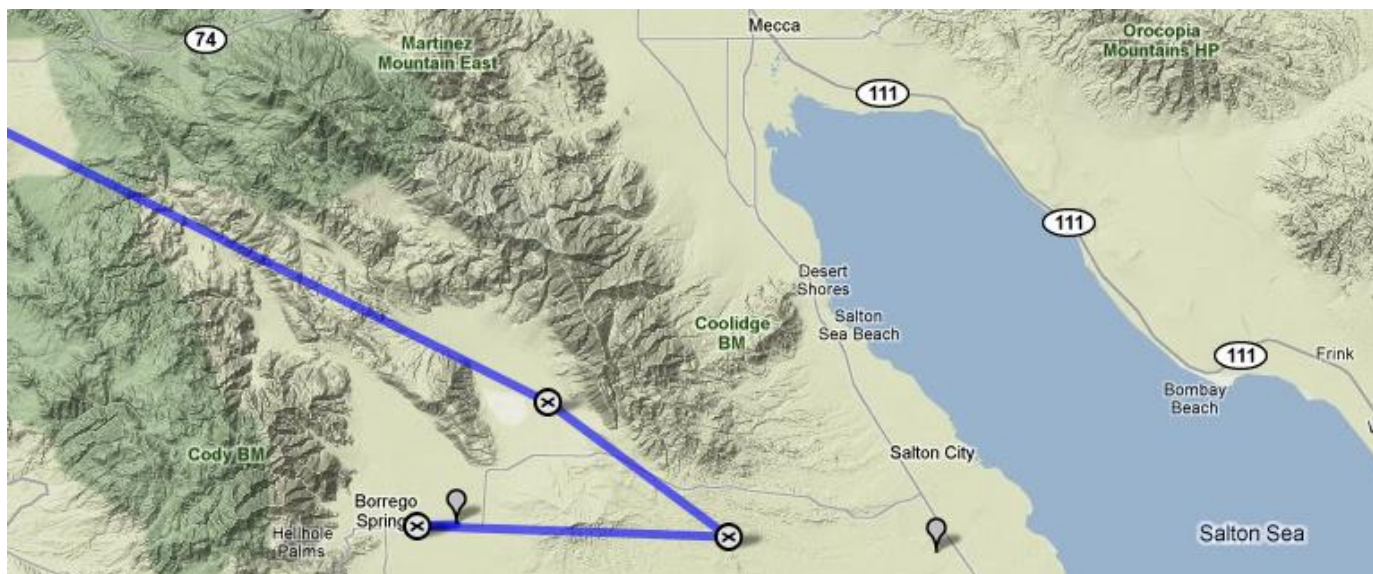 Mecca
Orocopia
Mountains HP
74
Martinez
Mountain East
111
111
Desert
Shores
Coolidge
BM
Salton
Sea Beach
111
Frink
Bombay
Beach
Cody BM
Salton City
Borrego
Spring
Hellhole
Palms
Salton Sea